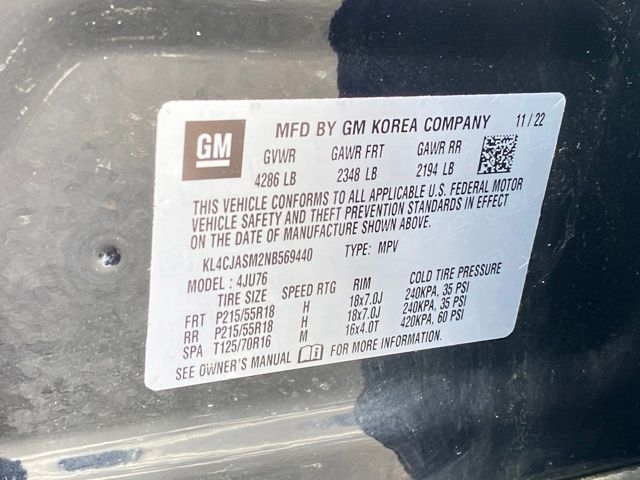 GM
MFD BY GM KOREA COMPANY 11/22
GVWR GAWR FRT GAWR RR
4286 LB 2348 LB 2194 LB
THIS VEHICLE CONFORMS TO ALL APPLICABLE U.S. FEDERAL MOTOR
VEHICLE SAFETY AND THEFT PREVENTION STANDARDS IN EFFECT
ON THE DATE OF MANUFACTURE SHOWN ABOVE.
KL4CJASM2NB569440 TYPE: MPV
MODEL: 4JU76
TIRE SIZE SPEED RTG RIM COLD TIRE PRESSURE
FRT P215/55R18 H 18x7.0J 240KPA, 35 PSI
RR P215/55R18 H 18x7.0J 240KPA, 35 PSI
SPA T125/70R16 M 16x4.0T 420KPA, 60 PSI
SEE OWNER'S MANUAL FOR MORE INFORMATION.